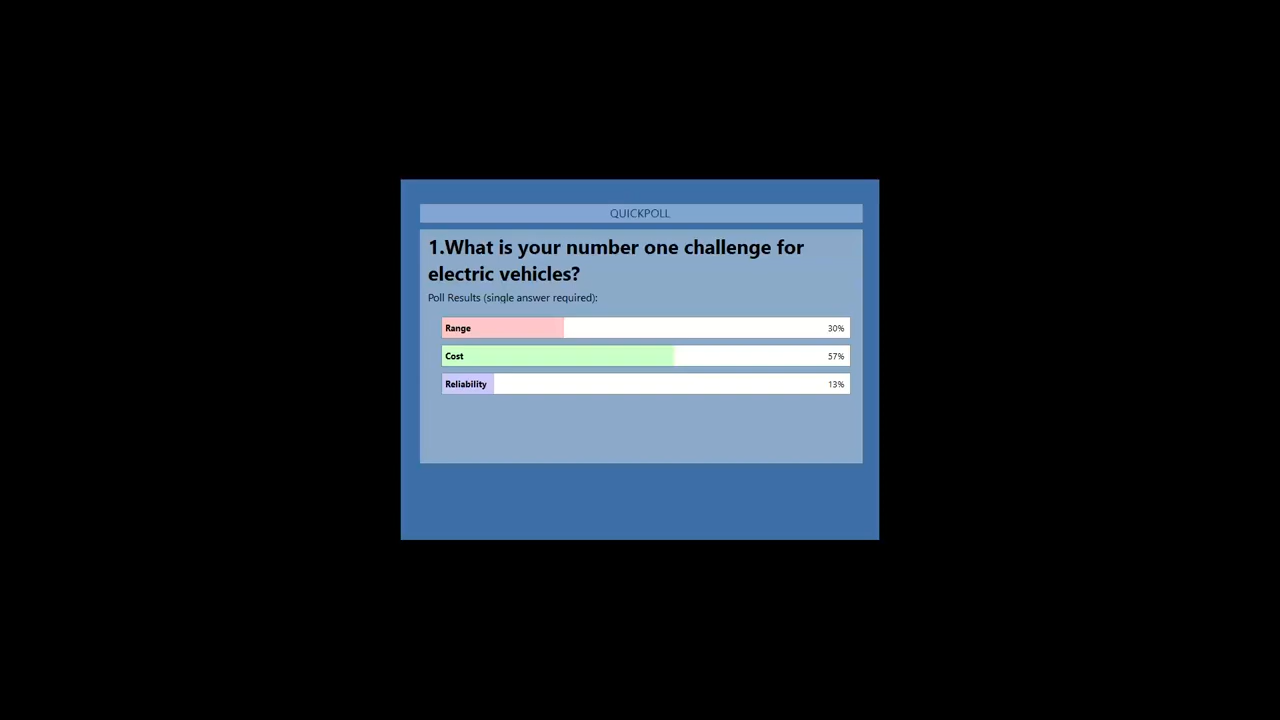 QUICKPOLL
1.What is your number one challenge for
electric vehicles?
Poll Results (single answer required):
Range 30%
Cost 57%
Reliability 13%